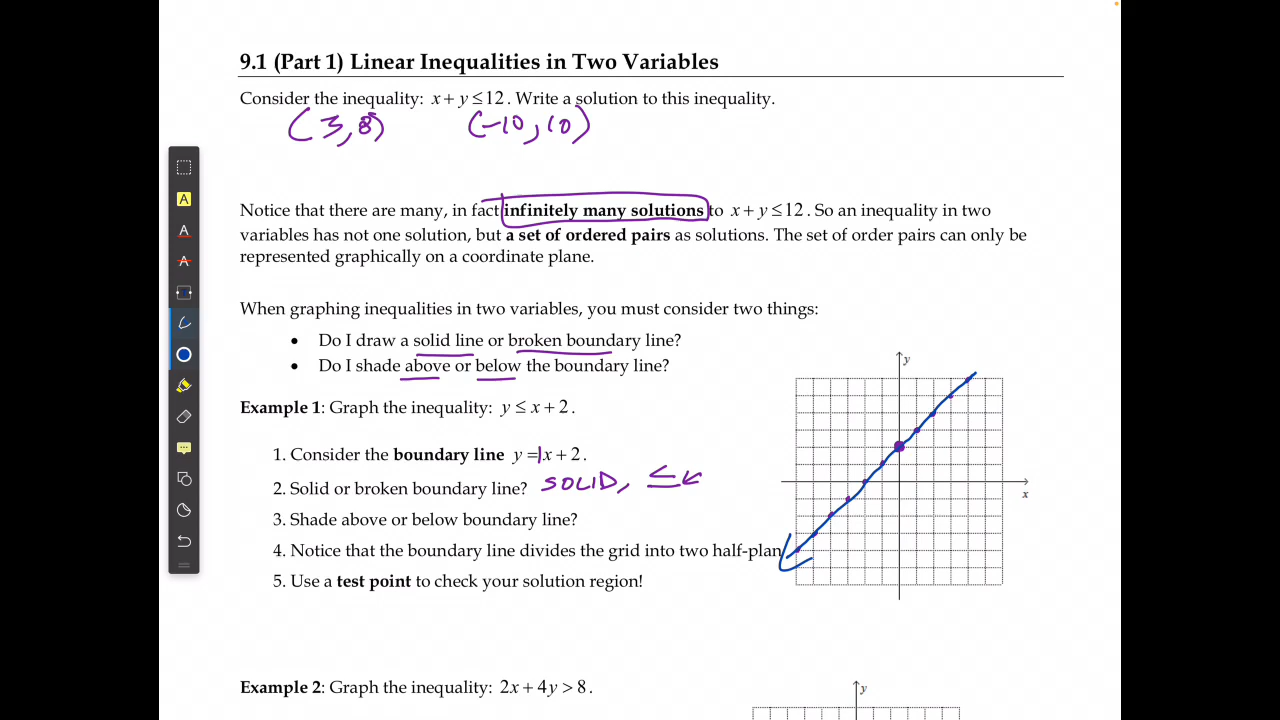 9.1 (Part 1) Linear Inequalities in Two Variables
Consider the inequality: x + y ≤ 12. Write a solution to this inequality.
(3,8) (-10,10)
Notice that there are many, in fact infinitely many solutions to x + y ≤ 12. So an inequality in two
variables has not one solution, but a set of ordered pairs as solutions. The set of order pairs can only be
represented graphically on a coordinate plane.
When graphing inequalities in two variables, you must consider two things:
• Do I draw a solid line or broken boundary line?
• Do I shade above or below the boundary line?
Example 1: Graph the inequality: y ≤ x + 2.
1. Consider the boundary line y = 1x + 2.
2. Solid or broken boundary line? SOLID, ≤
3. Shade above or below boundary line?
4. Notice that the boundary line divides the grid into two half-plan
5. Use a test point to check your solution region!
y
x
Example 2: Graph the inequality: 2x + 4y > 8.
y
A
A
A